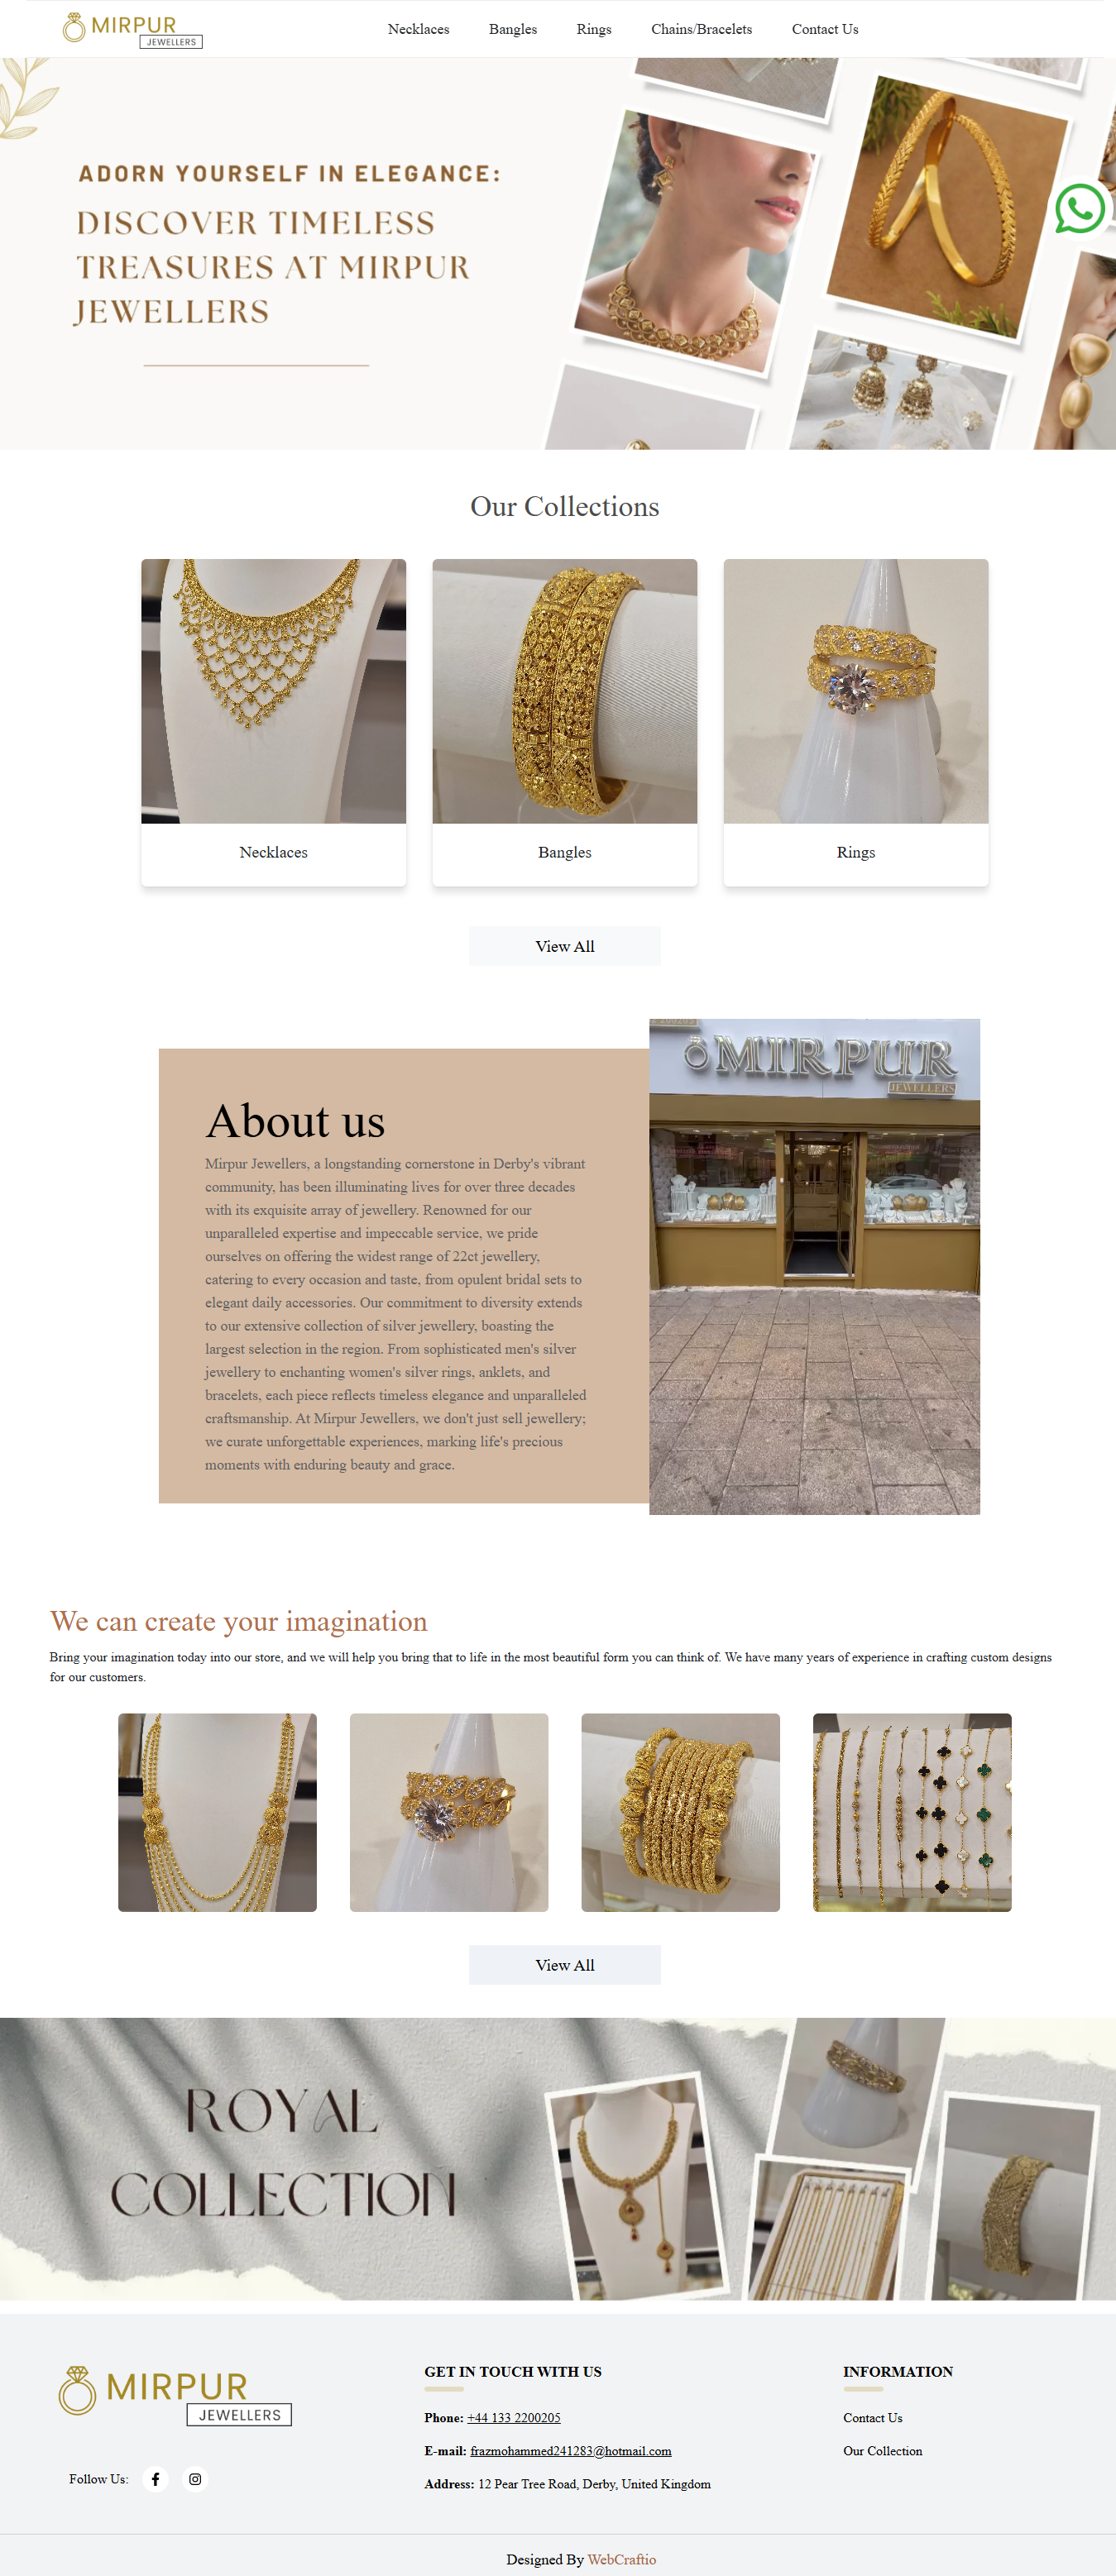 MIRPUR
JEWELLERS
Necklaces Bangles Rings Chains/Bracelets Contact Us
ADORN YOURSELF IN ELEGANCE:
DISCOVER TIMELESS
TREASURES AT MIRPUR
JEWELLERS
Our Collections
Necklaces Bangles Rings
View All
MIRPUR
JEWELLERS
About us
Mirpur Jewellers, a longstanding cornerstone in Derby's vibrant
community, has been illuminating lives for over three decades
with its exquisite array of jewellery. Renowned for our
unparalleled expertise and impeccable service, we pride
ourselves on offering the widest range of 22ct jewellery,
catering to every occasion and taste, from opulent bridal sets to
elegant daily accessories. Our commitment to diversity extends
to our extensive collection of silver jewellery, boasting the
largest selection in the region. From sophisticated men's silver
jewellery to enchanting women's silver rings, anklets, and
bracelets, each piece reflects timeless elegance and unparalleled
craftsmanship. At Mirpur Jewellers, we don't just sell jewellery;
we curate unforgettable experiences, marking life's precious
moments with enduring beauty and grace.
We can create your imagination
Bring your imagination today into our store, and we will help you bring that to life in the most beautiful form you can think of. We have many years of experience in crafting custom designs
for our customers.
View All
ROYAL
COLLECTION
MIRPUR
JEWELLERS
Follow Us:
GET IN TOUCH WITH US
Phone: +44 133 2200205
E-mail: frazmohammed241283@hotmail.com
Address: 12 Pear Tree Road, Derby, United Kingdom
INFORMATION
Contact Us
Our Collection
Designed By WebCraftio